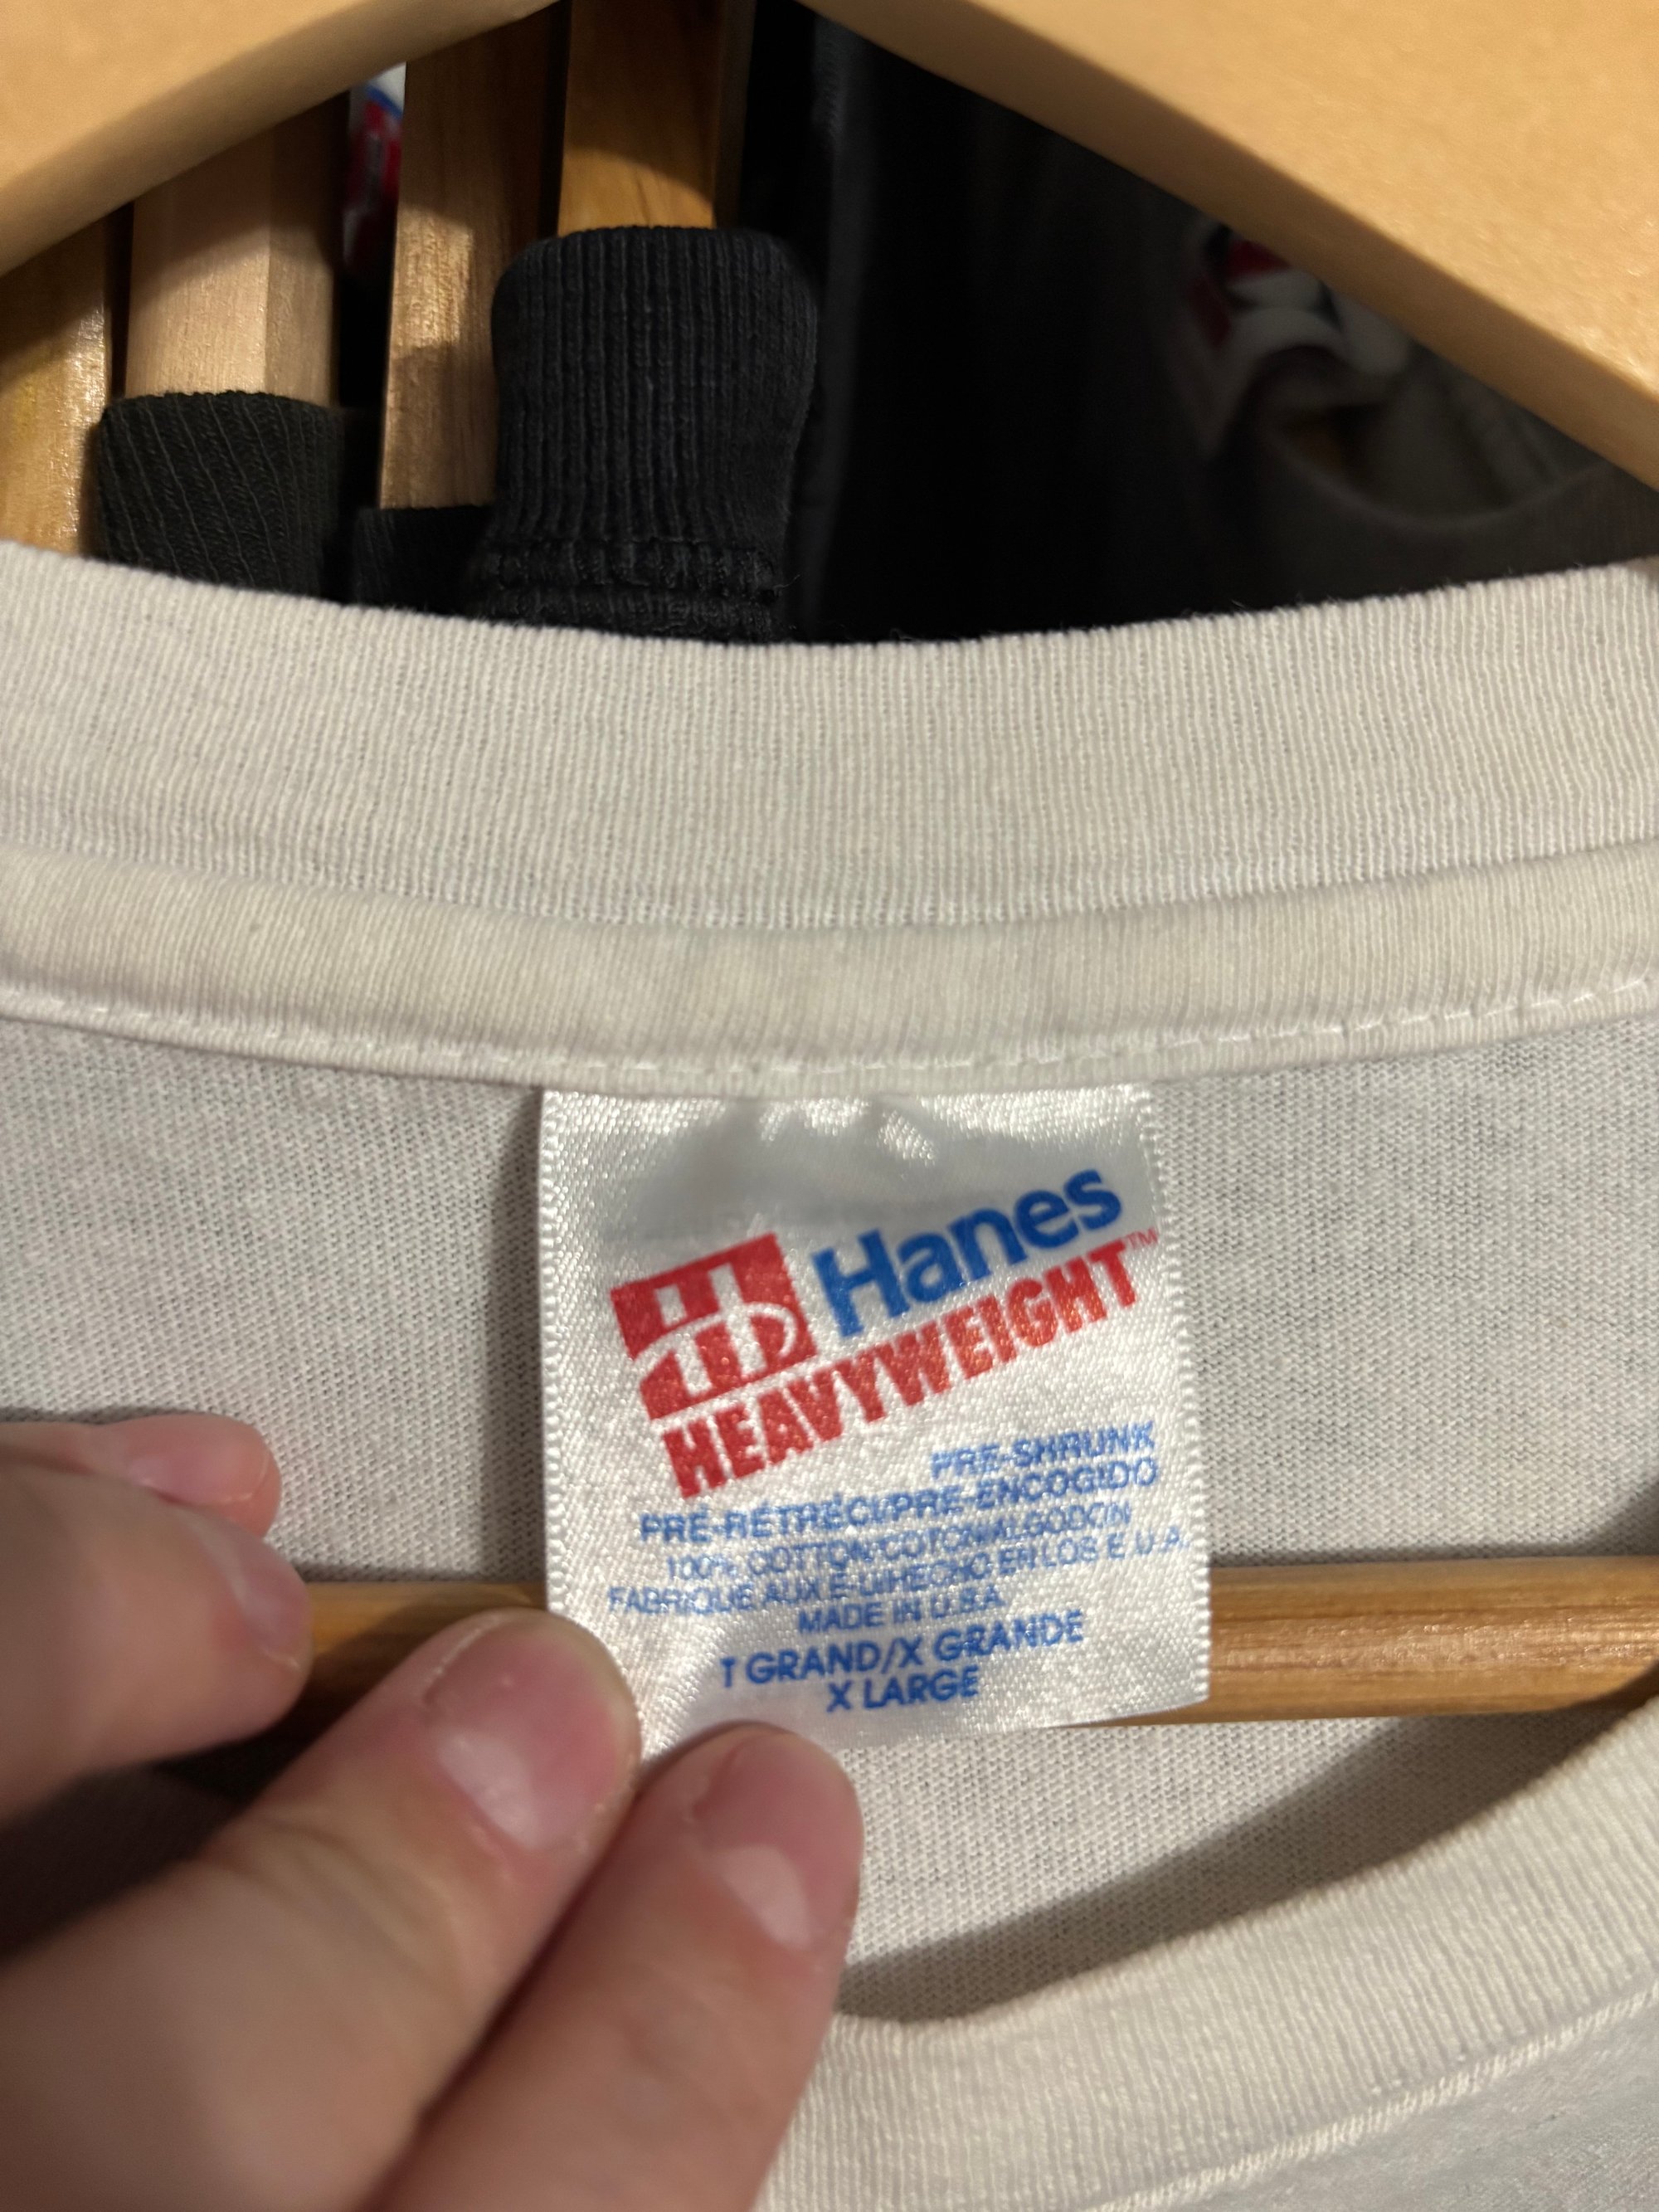 Hanes
HEAVYWEIGHT™
PRE-SHRUNK
PRÉ-RÉTRÉCI/PRE-ENCOGIDO
100% COTTON/COTON/ALGODON
FABRIQUÉ AUX É-U/HECHO EN LOS E.U.A.
MADE IN U.S.A.
T GRAND/X GRANDE
X LARGE